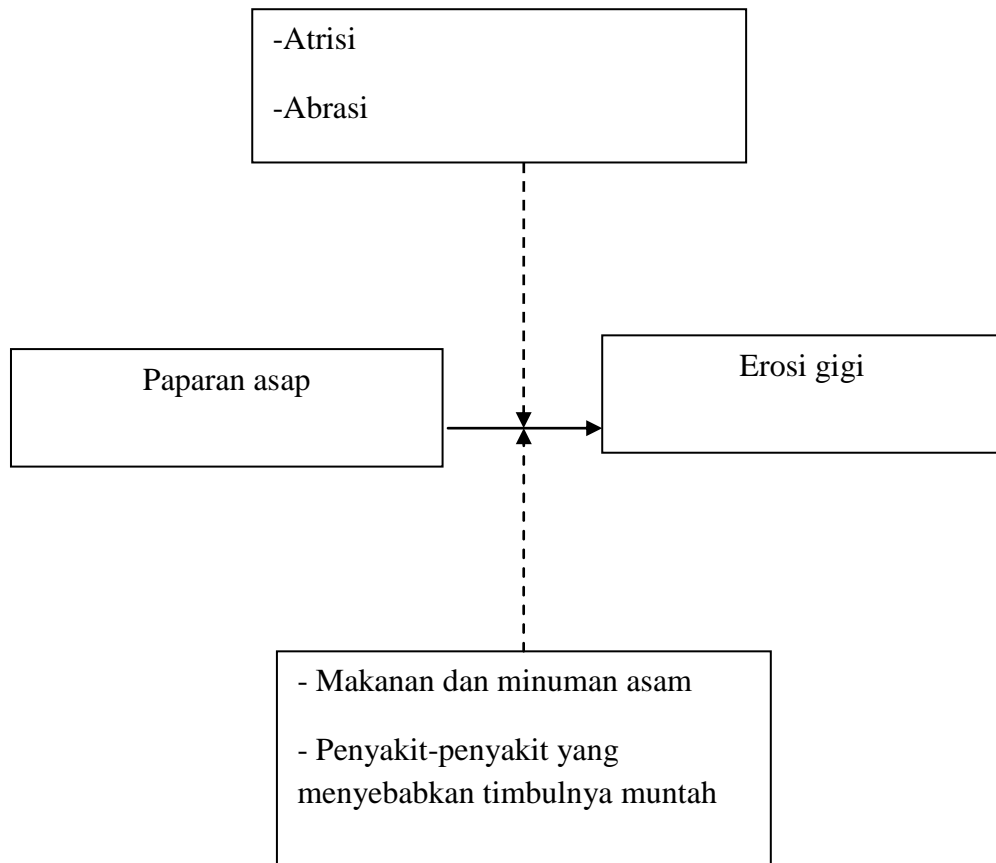 -Atrisi
-Abrasi
Paparan asap
Erosi gigi
- Makanan dan minuman asam
- Penyakit-penyakit yang
menyebabkan timbulnya muntah